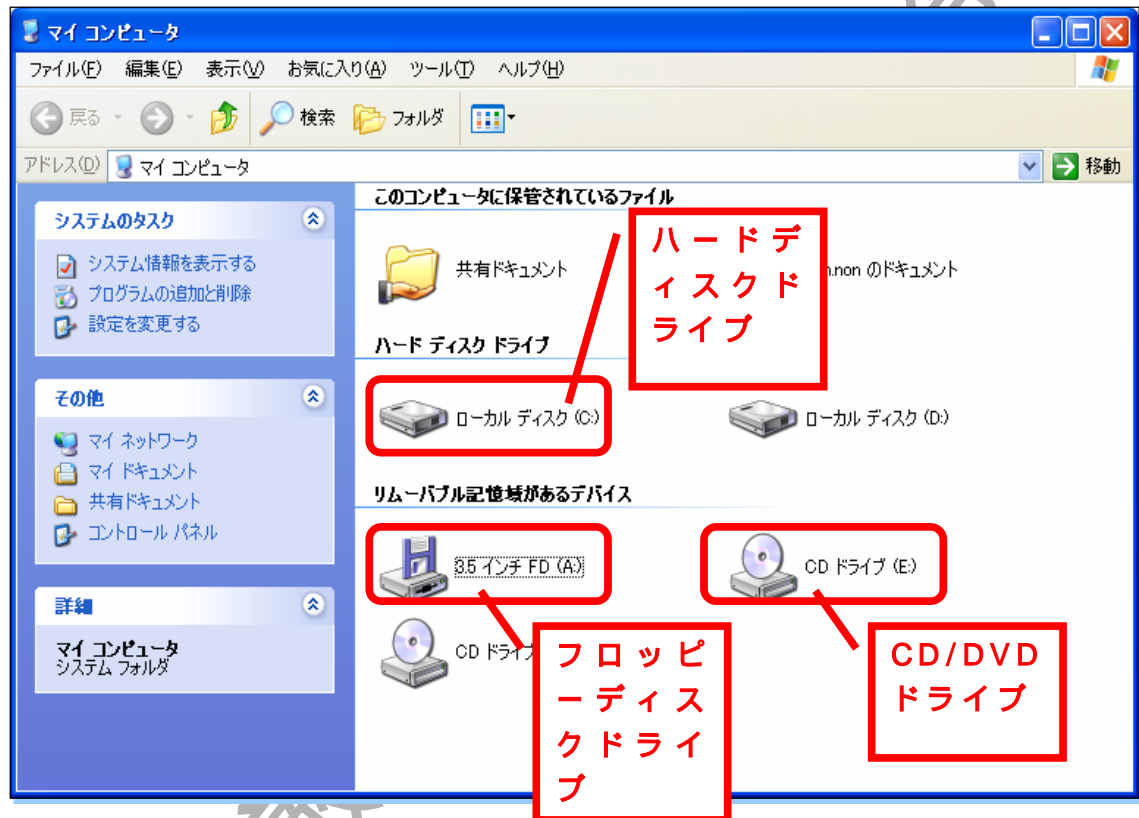 マイ コンピュータ
ファイル(F) 編集(E) 表示(V) お気に入り(A) ツール(T) ヘルプ(H)
戻る 検索 フォルダ
アドレス(D) マイ コンピュータ 移動
システムのタスク
システム情報を表示する
プログラムの追加と削除
設定を変更する
その他
マイ ネットワーク
マイ ドキュメント
共有ドキュメント
コントロール パネル
詳細
マイ コンピュータ
システム フォルダ
このコンピュータに保管されているファイル
共有ドキュメント
non のドキュメント
ハード ディスク ドライブ
ローカル ディスク (C:)
ローカル ディスク (D:)
リムーバブル記憶域があるデバイス
3.5 インチ FD (A:)
CD ドライブ (E:)
CD ドライブ
ハードデ
ィスクド
ライブ
フロッピ
ーディス
クドライ
ブ
CD/DVD
ドライブ